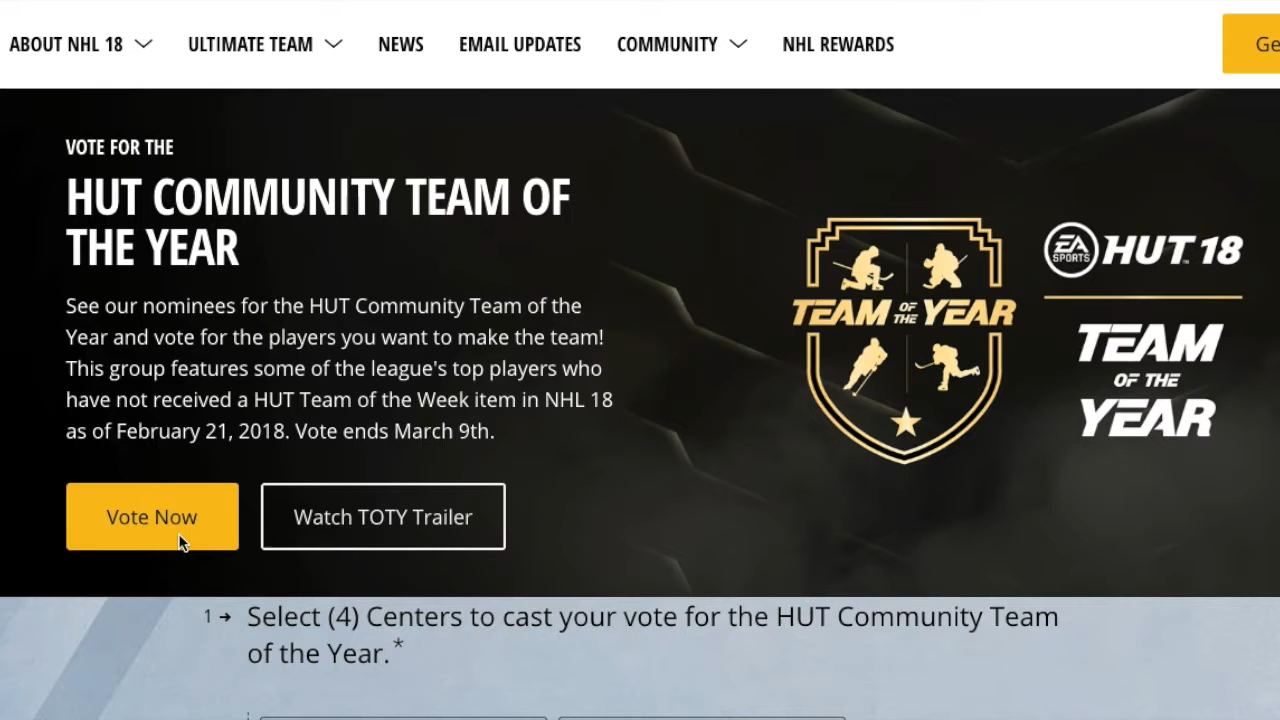 ABOUT NHL 18 ULTIMATE TEAM NEWS EMAIL UPDATES COMMUNITY NHL REWARDS Ge
VOTE FOR THE
HUT COMMUNITY TEAM OF
THE YEAR
See our nominees for the HUT Community Team of the
Year and vote for the players you want to make the team!
This group features some of the league's top players who
have not received a HUT Team of the Week item in NHL 18
as of February 21, 2018. Vote ends March 9th.
Vote Now Watch TOTY Trailer
TEAM OF THE YEAR
EA SPORTS HUT 18
TEAM
OF THE
YEAR
1 → Select (4) Centers to cast your vote for the HUT Community Team
of the Year.*